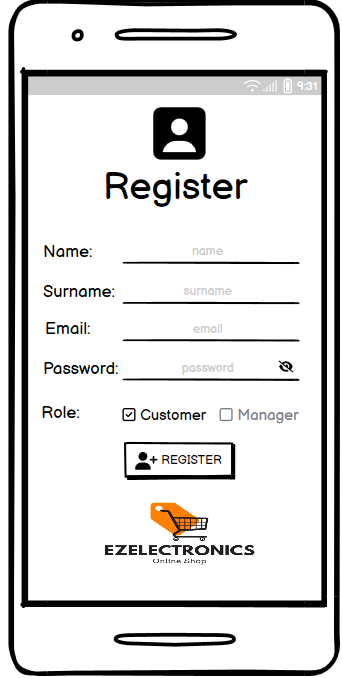 9:31
Register
Name: name
Surname: surname
Email: email
Password: password
Role: Customer Manager
REGISTER
EZELECTRONICS
Online Shop